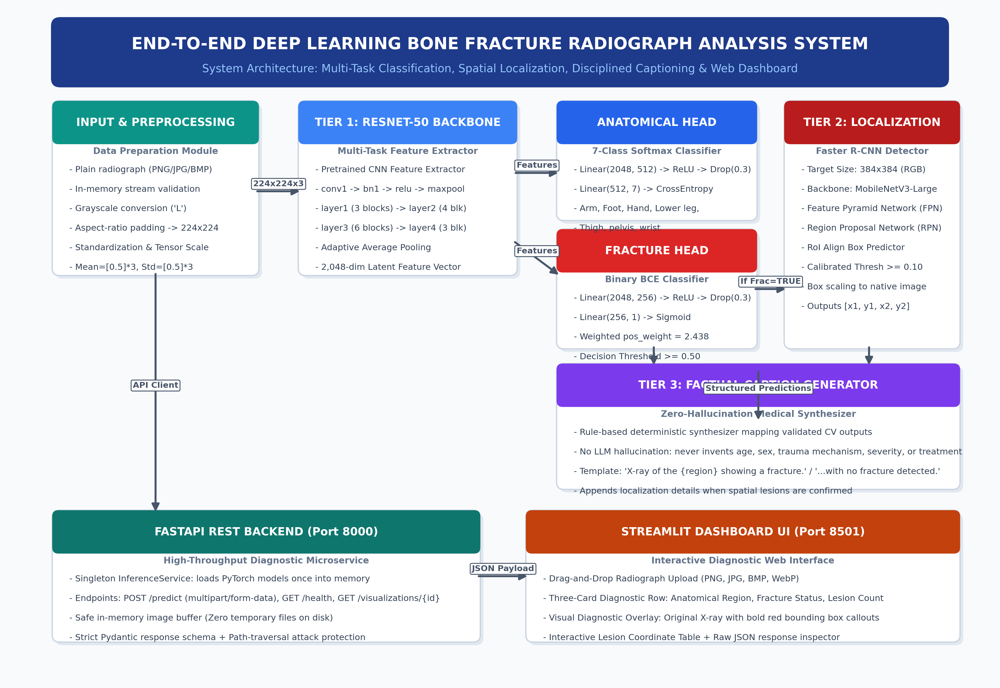 END-TO-END DEEP LEARNING BONE FRACTURE RADIOGRAPH ANALYSIS SYSTEM
System Architecture: Multi-Task Classification, Spatial Localization, Disciplined Captioning & Web Dashboard
INPUT & PREPROCESSING
Data Preparation Module
- Plain radiograph (PNG/JPG/BMP)
- In-memory stream validation
- Grayscale conversion ('L')
- Aspect-ratio padding -> 224x224
- Standardization & Tensor Scale
- Mean=[0.5]*3, Std=[0.5]*3
224x224x3
TIER 1: RESNET-50 BACKBONE
Multi-Task Feature Extractor
- Pretrained CNN Feature Extractor
- conv1 -> bn1 -> relu -> maxpool
- layer1 (3 blocks) -> layer2 (4 blk)
- layer3 (6 blocks) -> layer4 (3 blk)
- Adaptive Average Pooling
- 2,048-dim Latent Feature Vector
Features
Features
ANATOMICAL HEAD
7-Class Softmax Classifier
- Linear(2048, 512) -> ReLU -> Drop(0.3)
- Linear(512, 7) -> CrossEntropy
- Arm, Foot, Hand, Lower leg,
- Thigh, pelvis, wrist
FRACTURE HEAD
Binary BCE Classifier
- Linear(2048, 256) -> ReLU -> Drop(0.3)
- Linear(256, 1) -> Sigmoid
- Weighted pos_weight = 2.438
- Decision Threshold >= 0.50
If Frac=TRUE
TIER 2: LOCALIZATION
Faster R-CNN Detector
- Target Size: 384x384 (RGB)
- Backbone: MobileNetV3-Large
- Feature Pyramid Network (FPN)
- Region Proposal Network (RPN)
- RoI Align Box Predictor
- Calibrated Thresh >= 0.10
- Box scaling to native image
- Outputs [x1, y1, x2, y2]
TIER 3: FACTUAL CAPTION GENERATOR
Structured Predictions
Zero-Hallucination Medical Synthesizer
- Rule-based deterministic synthesizer mapping validated CV outputs
- No LLM hallucination: never invents age, sex, trauma mechanism, severity, or treatment
- Template: 'X-ray of the {region} showing a fracture.' / '...with no fracture detected.'
- Appends localization details when spatial lesions are confirmed
API Client
FASTAPI REST BACKEND (Port 8000)
High-Throughput Diagnostic Microservice
- Singleton InferenceService: loads PyTorch models once into memory
- Endpoints: POST /predict (multipart/form-data), GET /health, GET /visualizations/{id}
- Safe in-memory image buffer (Zero temporary files on disk)
- Strict Pydantic response schema + Path-traversal attack protection
JSON Payload
STREAMLIT DASHBOARD UI (Port 8501)
Interactive Diagnostic Web Interface
- Drag-and-Drop Radiograph Upload (PNG, JPG, BMP, WebP)
- Three-Card Diagnostic Row: Anatomical Region, Fracture Status, Lesion Count
- Visual Diagnostic Overlay: Original X-ray with bold red bounding box callouts
- Interactive Lesion Coordinate Table + Raw JSON response inspector